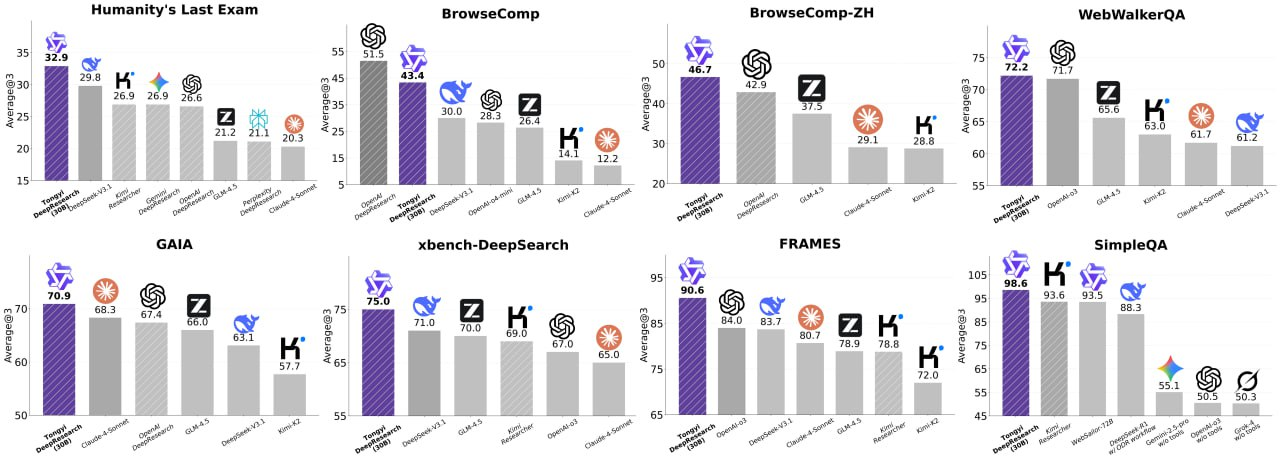 Humanity's Last Exam
Average@3
35
30
25
20
15
32.9
29.8
26.9
26.9
26.6
21.2
21.1
20.3
Tongyi
DeepResearch
(30B)
DeepSeek-V3.1
Kimi
Researcher
Gemini
DeepResearch
OpenAI
DeepResearch
GLM-4.5
Perplexity
DeepResearch
Claude-4-Sonnet
BrowseComp
Average@3
55
45
35
25
15
5
51.5
43.4
30.0
28.3
26.4
14.1
12.2
OpenAI
DeepResearch
Tongyi
DeepResearch
(30B)
DeepSeek-V3.1
OpenAI-o4-mini
GLM-4.5
Kimi-K2
Claude-4-Sonnet
BrowseComp-ZH
Average@3
50
40
30
20
46.7
42.9
37.5
29.1
28.8
Tongyi
DeepResearch
(30B)
OpenAI
DeepResearch
GLM-4.5
Claude-4-Sonnet
Kimi-K2
WebWalkerQA
Average@3
75
70
65
60
55
72.2
71.7
65.6
63.0
61.7
61.2
Tongyi
DeepResearch
(30B)
OpenAI-o3
GLM-4.5
Kimi-K2
Claude-4-Sonnet
DeepSeek-V3.1
GAIA
Average@3
70
60
50
70.9
68.3
67.4
66.0
63.1
57.7
Tongyi
DeepResearch
(30B)
Claude-4-Sonnet
OpenAI
DeepResearch
GLM-4.5
DeepSeek-V3.1
Kimi-K2
xbench-DeepSearch
Average@3
75
65
55
75.0
71.0
70.0
69.0
67.0
65.0
Tongyi
DeepResearch
(30B)
DeepSeek-V3.1
GLM-4.5
Kimi
Researcher
OpenAI-o3
Claude-4-Sonnet
FRAMES
Average@3
95
85
75
65
90.6
84.0
83.7
80.7
78.9
78.8
72.0
Tongyi
DeepResearch
(30B)
OpenAI-o3
DeepSeek-V3.1
Claude-4-Sonnet
GLM-4.5
Kimi
Researcher
Kimi-K2
SimpleQA
Average@3
105
95
85
75
65
55
45
98.6
93.6
93.5
88.3
55.1
50.5
50.3
Tongyi
DeepResearch
(30B)
Kimi
Researcher
WebSailor-72B
DeepSeek-R1
w/ ODR workflow
Gemini-2.5-pro
w/o tools
OpenAI-o3
w/o tools
Grok-4
w/o tools